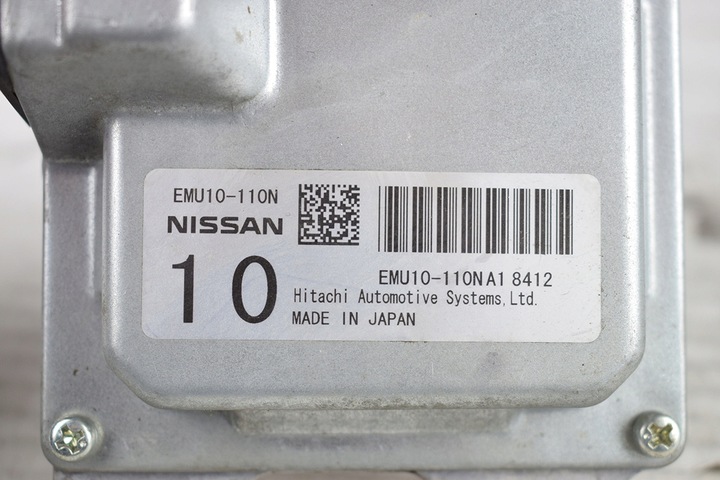 EMU10-110N
NISSAN
10
EMU10-110NA1 8412
Hitachi Automotive Systems, Ltd.
MADE IN JAPAN